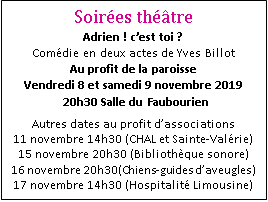 Soirées théâtre
Adrien ! c'est toi ?
Comédie en deux actes de Yves Billot
Au profit de la paroisse
Vendredi 8 et samedi 9 novembre 2019
20h30 Salle du Faubourien
Autres dates au profit d'associations
11 novembre 14h30 (CHAL et Sainte-Valérie)
15 novembre 20h30 (Bibliothèque sonore)
16 novembre 20h30(Chiens-guides d'aveugles)
17 novembre 14h30 (Hospitalité Limousine)